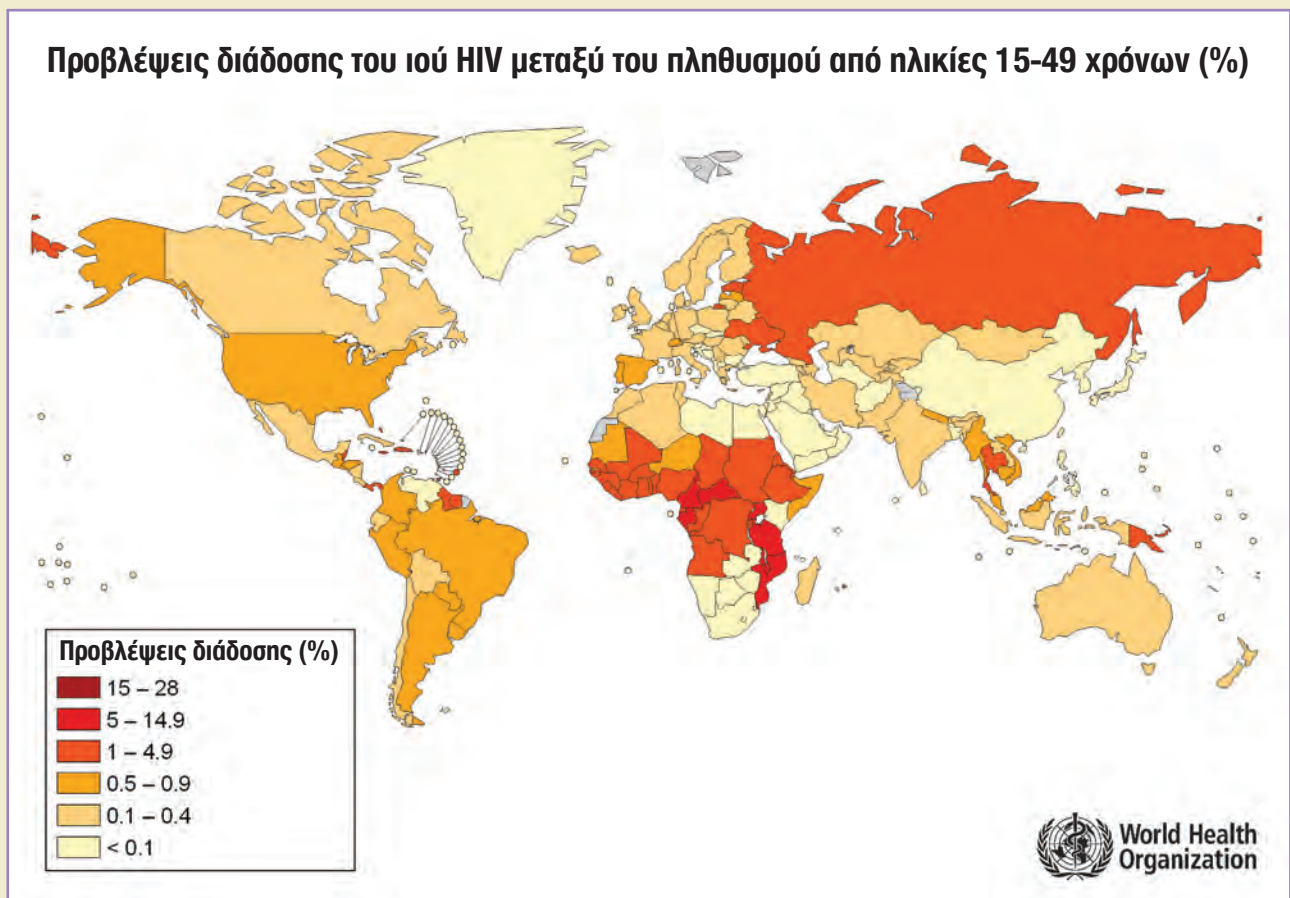 Προβλέψεις διάδοσης του ιού HIV μεταξύ του πληθυσμού από ηλικίες 15-49 χρόνων (%)
Προβλέψεις διάδοσης (%)
15 – 28
5 – 14.9
1 – 4.9
0.5 – 0.9
0.1 – 0.4
< 0.1
World Health
Organization